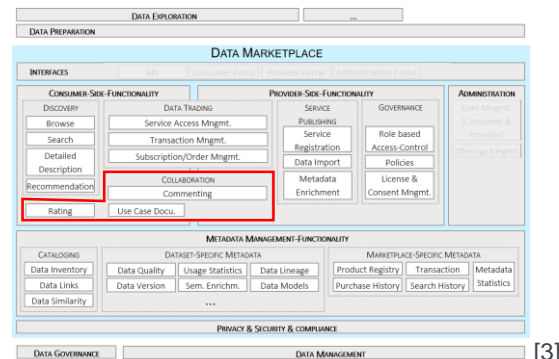 DATA EXPLORATION
...
DATA PREPARATION
DATA MARKETPLACE
INTERFACES
API
Consumer Portal
Provider Portal
Administration Portal
CONSUMER-SIDE-FUNCTIONALITY
PROVIDER-SIDE-FUNCTIONALITY
ADMINISTRATION
DISCOVERY
Browse
Search
Detailed
Description
Recommendation
Rating
DATA TRADING
Service Access Mngmt.
Transaction Mngmt.
Subscription/Order Mngmt.
COLLABORATION
Commenting
Use Case Docu.
SERVICE
PUBLISHING
Service
Registration
Data Import
Metadata
Enrichment
GOVERNANCE
Role based
Access-Control
Policies
License &
Consent Mngmt.
User Mngmt.
(Consumer &
Provider)
Offerings Mngmt.
METADATA MANAGEMENT-FUNCTIONALITY
CATALOGING
Data Inventory
Data Links
Data Similarity
DATASET-SPECIFIC METADATA
Data Quality
Usage Statistics
Data Lineage
Data Version
Sem. Enrichm.
Data Models
...
MARKETPLACE-SPECIFIC METADATA
Product Registry
Transaction
Metadata
Statistics
Purchase History
Search History
PRIVACY & SECURITY & COMPLIANCE
DATA GOVERNANCE
DATA MANAGEMENT
[3]